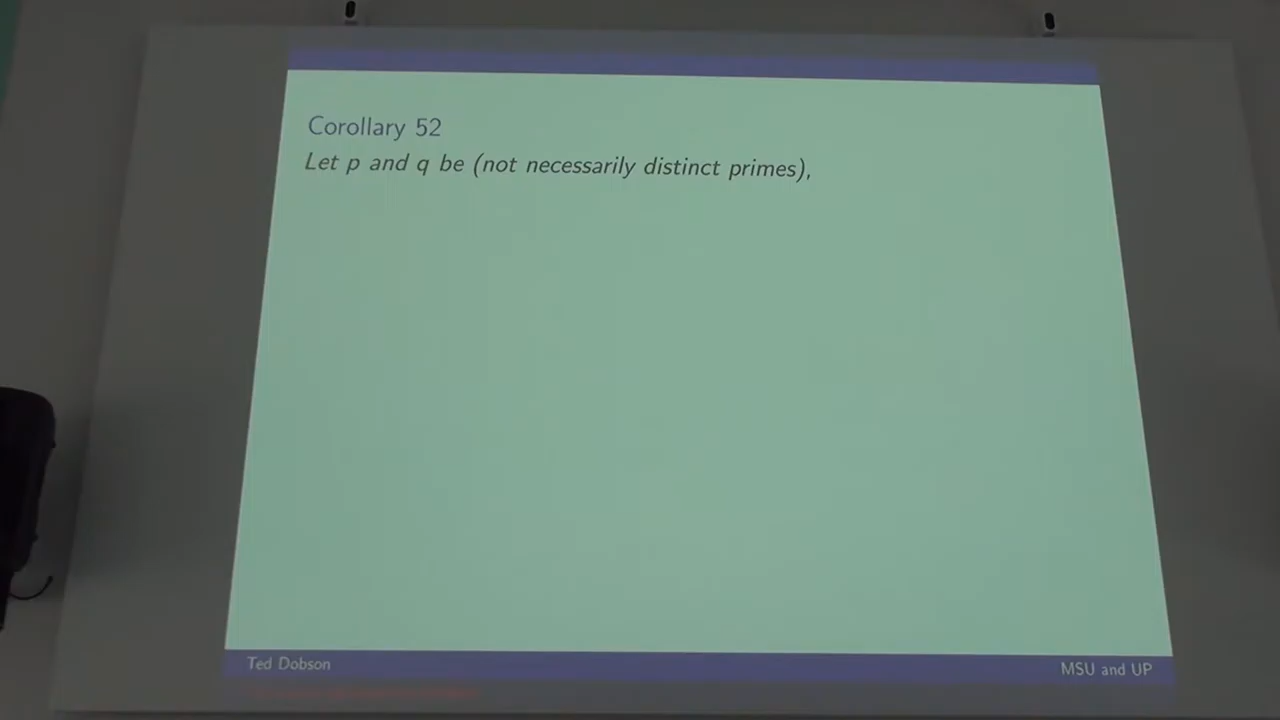 Corollary 52
Let p and q be (not necessarily distinct primes),
Ted Dobson
MSU and UP